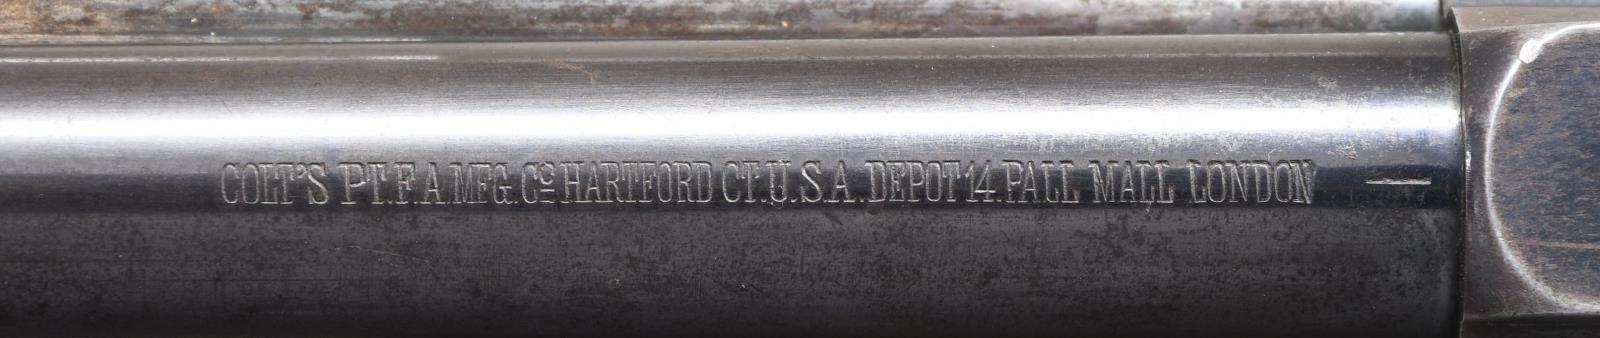 COLT'S PT.F.A.MFG.Co HARTFORD CT.U.S.A. DEPOT 14.PALL MALL LONDON